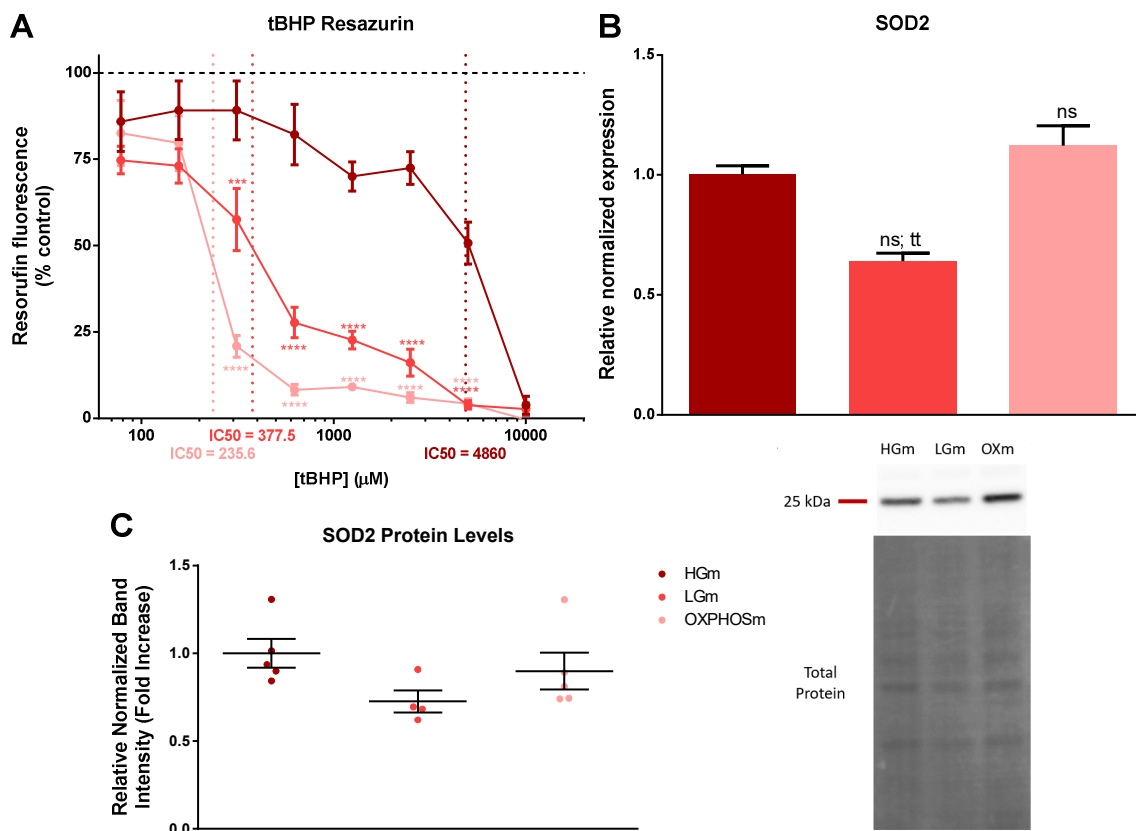 A
tBHP Resazurin
Resorufin fluorescence
(% control)
100
75
50
25
0
***
****
****
****
****
****
****
****
****
****
100
1000
10000
IC50 = 377.5
IC50 = 235.6
IC50 = 4860
[tBHP] (μM)
B
SOD2
Relative normalized expression
1.5
1.0
0.5
0.0
ns; tt
ns
HGm LGm OXm
25 kDa
Total
Protein
C
SOD2 Protein Levels
Relative Normalized Band
Intensity (Fold Increase)
1.5
1.0
0.5
0.0
HGm
LGm
OXPHOSm